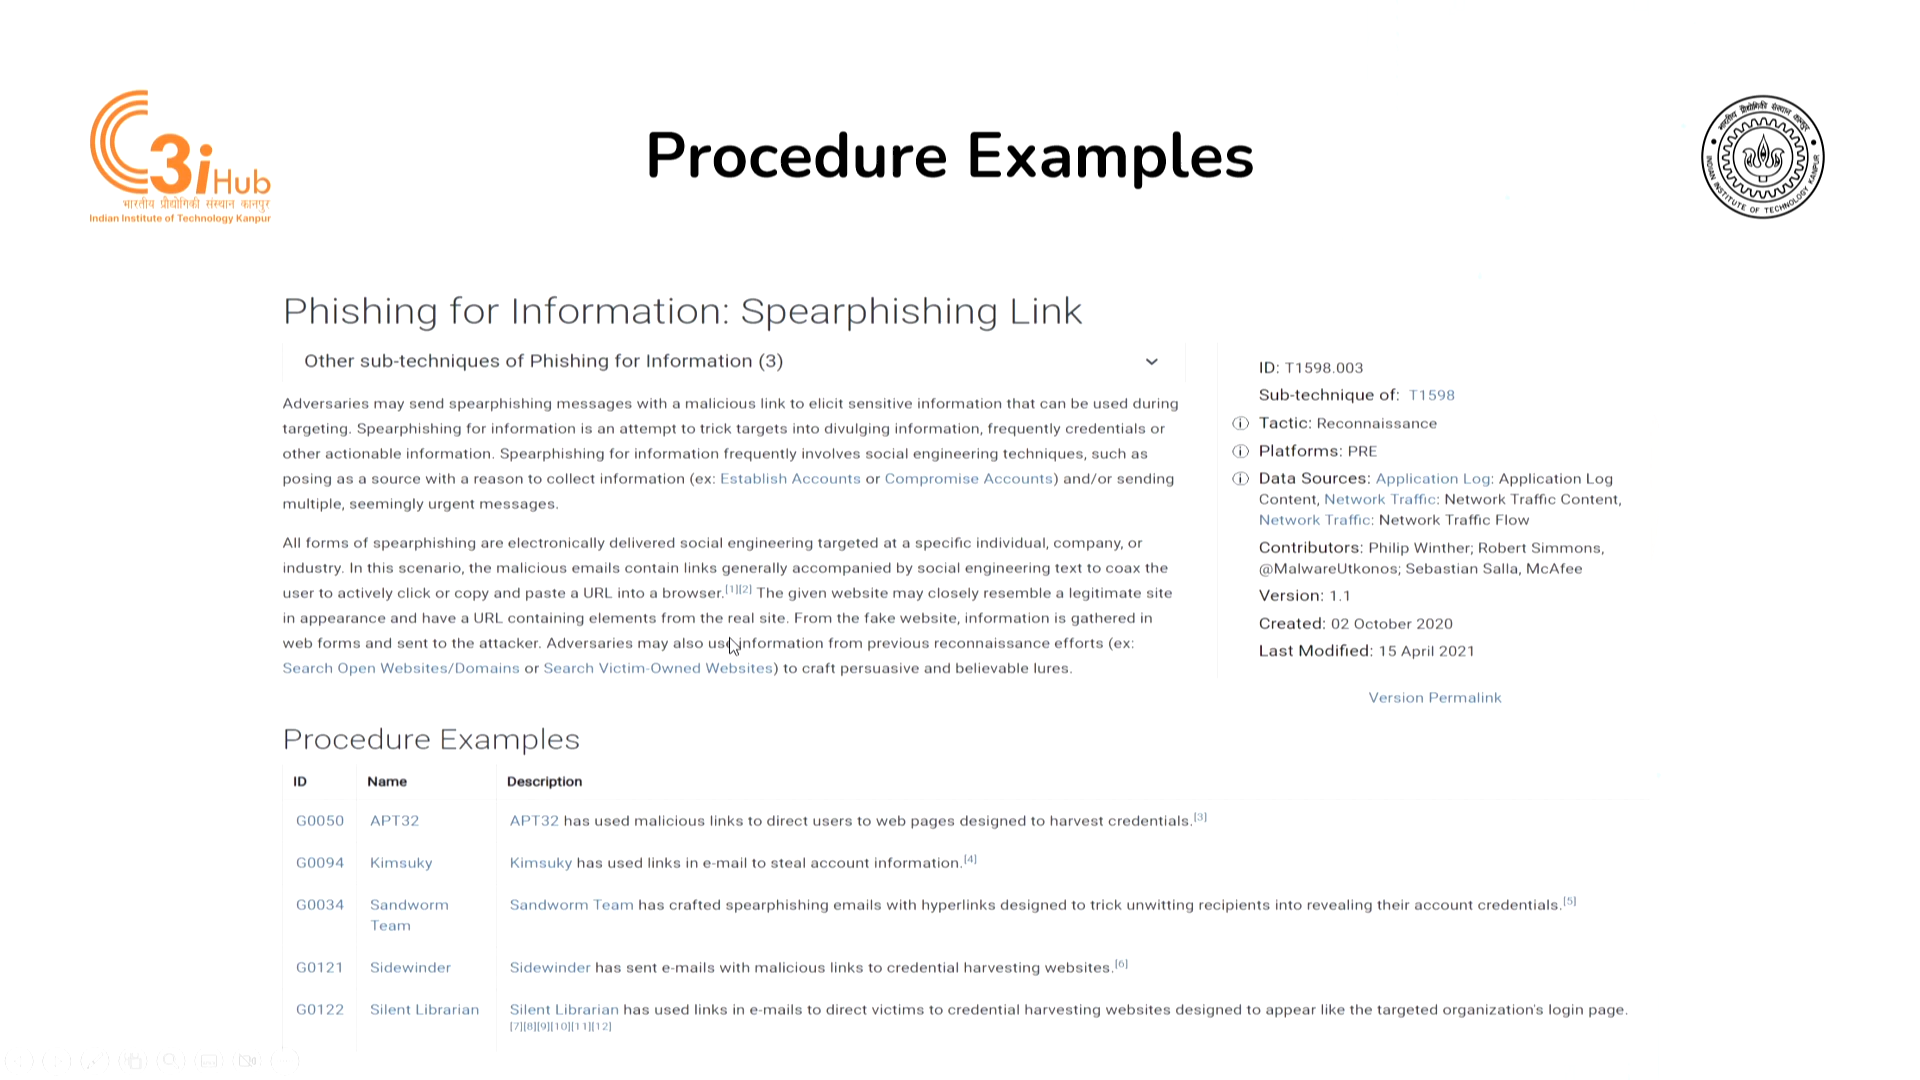 3i Hub
भारतीय प्रौद्योगिकी संस्थान कानपुर
Indian Institute of Technology Kanpur
Procedure Examples
भारतीय प्रौद्योगिकी संस्थान कानपुर
INDIAN INSTITUTE OF TECHNOLOGY KANPUR
Phishing for Information: Spearphishing Link
Other sub-techniques of Phishing for Information (3)
Adversaries may send spearphishing messages with a malicious link to elicit sensitive information that can be used during
targeting. Spearphishing for information is an attempt to trick targets into divulging information, frequently credentials or
other actionable information. Spearphishing for information frequently involves social engineering techniques, such as
posing as a source with a reason to collect information (ex: Establish Accounts or Compromise Accounts) and/or sending
multiple, seemingly urgent messages.
All forms of spearphishing are electronically delivered social engineering targeted at a specific individual, company, or
industry. In this scenario, the malicious emails contain links generally accompanied by social engineering text to coax the
user to actively click or copy and paste a URL into a browser.[1][2] The given website may closely resemble a legitimate site
in appearance and have a URL containing elements from the real site. From the fake website, information is gathered in
web forms and sent to the attacker. Adversaries may also use information from previous reconnaissance efforts (ex:
Search Open Websites/Domains or Search Victim-Owned Websites) to craft persuasive and believable lures.
ID: T1598.003
Sub-technique of: T1598
Tactic: Reconnaissance
Platforms: PRE
Data Sources: Application Log: Application Log
Content, Network Traffic: Network Traffic Content,
Network Traffic: Network Traffic Flow
Contributors: Philip Winther; Robert Simmons,
@MalwareUtkonos; Sebastian Salla, McAfee
Version: 1.1
Created: 02 October 2020
Last Modified: 15 April 2021
Version Permalink
Procedure Examples
ID Name Description
G0050 APT32 APT32 has used malicious links to direct users to web pages designed to harvest credentials.[3]
G0094 Kimsuky Kimsuky has used links in e-mail to steal account information.[4]
G0034 Sandworm Sandworm Team has crafted spearphishing emails with hyperlinks designed to trick unwitting recipients into revealing their account credentials.[5]
Team
G0121 Sidewinder Sidewinder has sent e-mails with malicious links to credential harvesting websites.[6]
G0122 Silent Librarian Silent Librarian has used links in e-mails to direct victims to credential harvesting websites designed to appear like the targeted organization's login page.
[7][8][9][10][11][12]